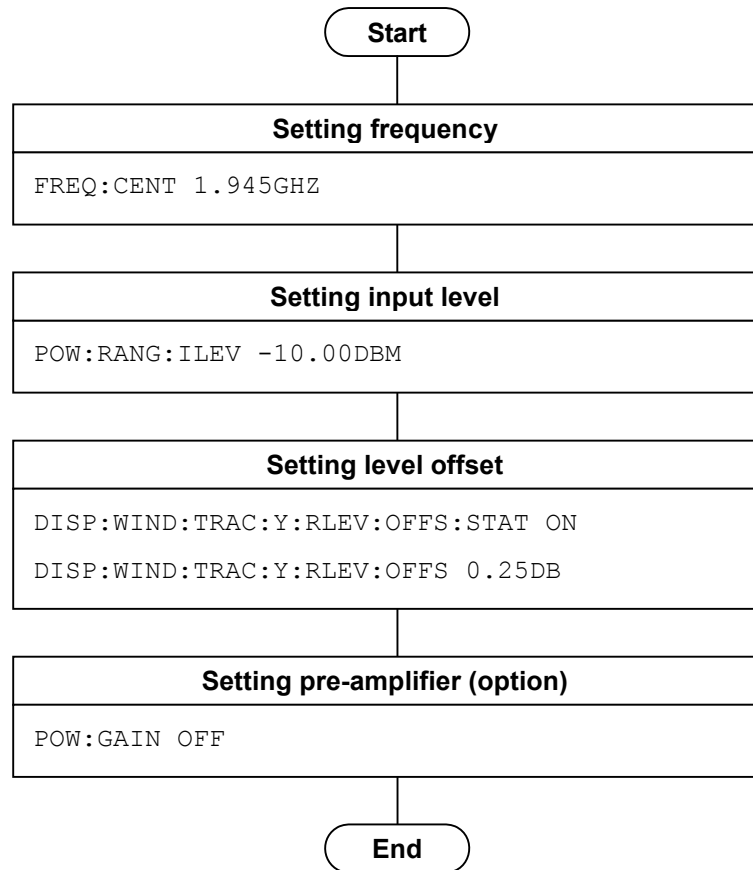 Start
Setting frequency
FREQ:CENT 1.945GHZ
Setting input level
POW:RANG:ILEV -10.00DBM
Setting level offset
DISP:WIND:TRAC:Y:RLEV:OFFS:STAT ON
DISP:WIND:TRAC:Y:RLEV:OFFS 0.25DB
Setting pre-amplifier (option)
POW:GAIN OFF
End